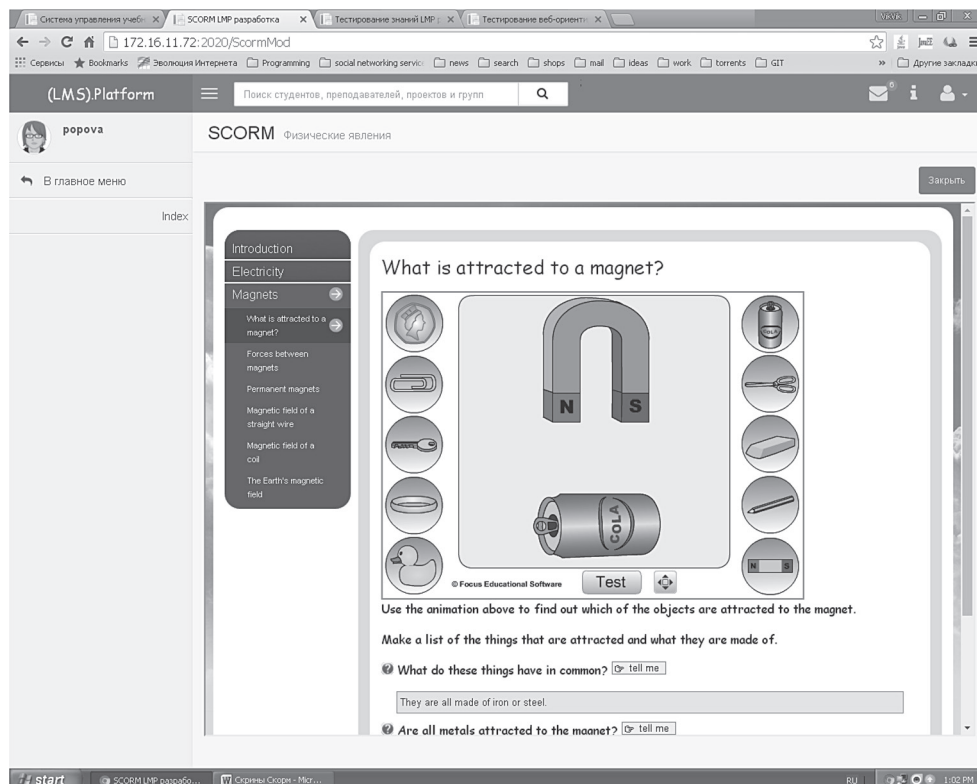 Система управления учебн
SCORM LMP разработка
Тестирование знаний LMP р
Тестирование веб-ориенти
VikVik
172.16.11.72:2020/ScormMod
Сервисы Bookmarks Эволюция Интернета Programming social networking servic news search shops mail ideas work torrents GIT » Другие закладки
(LMS).Platform
Поиск студентов, преподавателей, проектов и групп
0
popova
SCORM Физические явления
В главное меню
Закрыть
Index
Introduction
Electricity
Magnets
What is attracted to a
magnet?
Forces between
magnets
Permanent magnets
Magnetic field of a
straight wire
Magnetic field of a
coil
The Earth's magnetic
field
What is attracted to a magnet?
N S
COLA
COLA
N S
© Focus Educational Software
Test
Use the animation above to find out which of the objects are attracted to the magnet.
Make a list of the things that are attracted and what they are made of.
What do these things have in common? tell me
They are all made of iron or steel.
Are all metals attracted to the magnet? tell me
start
SCORM LMP разрабо...
Скрины Скорм - Micr...
RU
1:02 PM